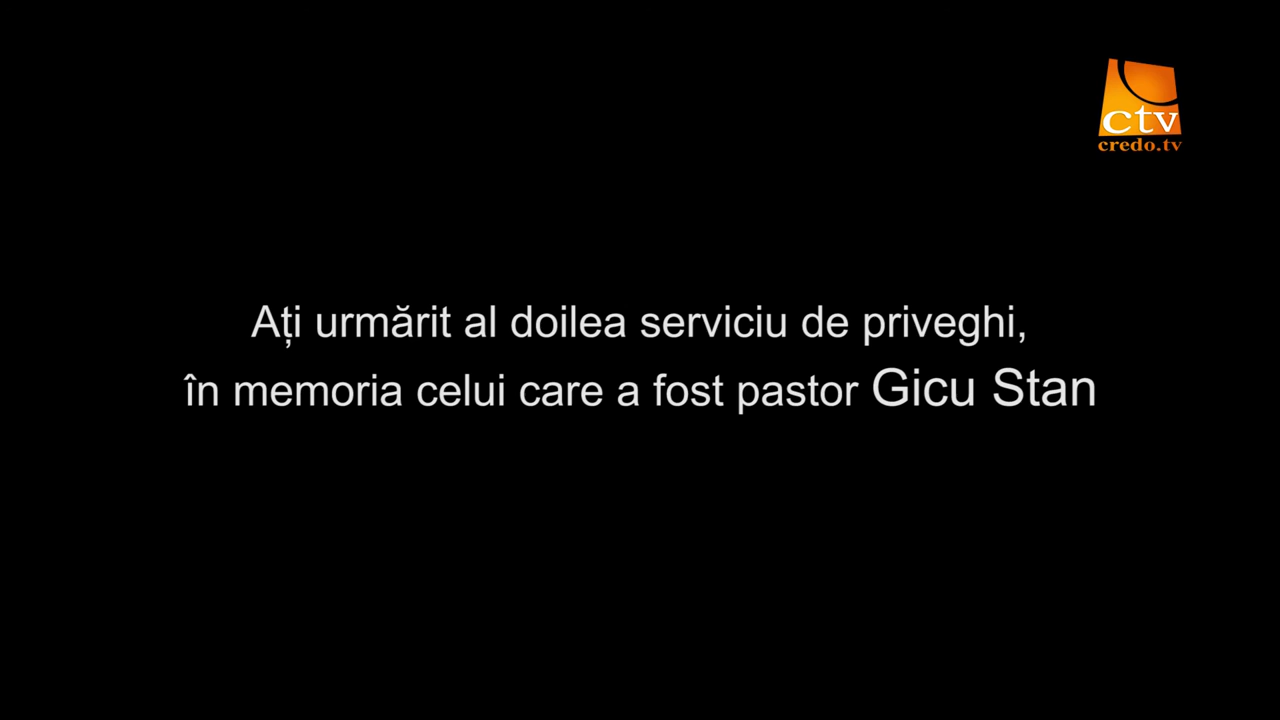 ctv
credo.tv
Ați urmărit al doilea serviciu de priveghi,
în memoria celui care a fost pastor Gicu Stan